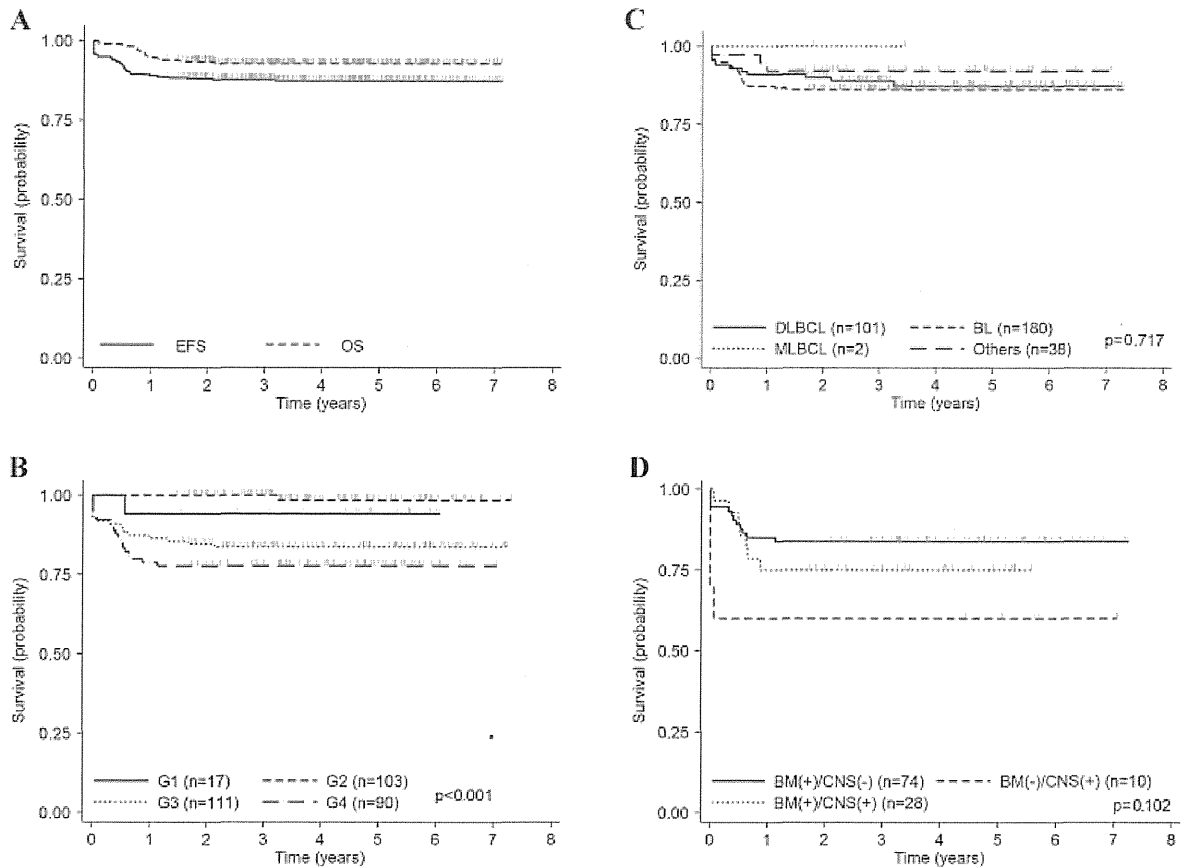 A
Survival (probability)
1.00
0.75
0.50
0.25
0.00
EFS OS
0 1 2 3 4 5 6 7 8
Time (years)
C
Survival (probability)
1.00
0.75
0.50
0.25
0.00
DLBCL (n=101) BL (n=180)
MLBCL (n=2) Others (n=38)
p=0.717
0 1 2 3 4 5 6 7 8
Time (years)
B
Survival (probability)
1.00
0.75
0.50
0.25
0.00
G1 (n=17) G2 (n=103)
G3 (n=111) G4 (n=90)
p<0.001
0 1 2 3 4 5 6 7 8
Time (years)
D
Survival (probability)
1.00
0.75
0.50
0.25
0.00
BM(+)/CNS(-) (n=74) BM(-)/CNS(+) (n=10)
BM(+)/CNS(+) (n=28)
p=0.102
0 1 2 3 4 5 6 7 8
Time (years)